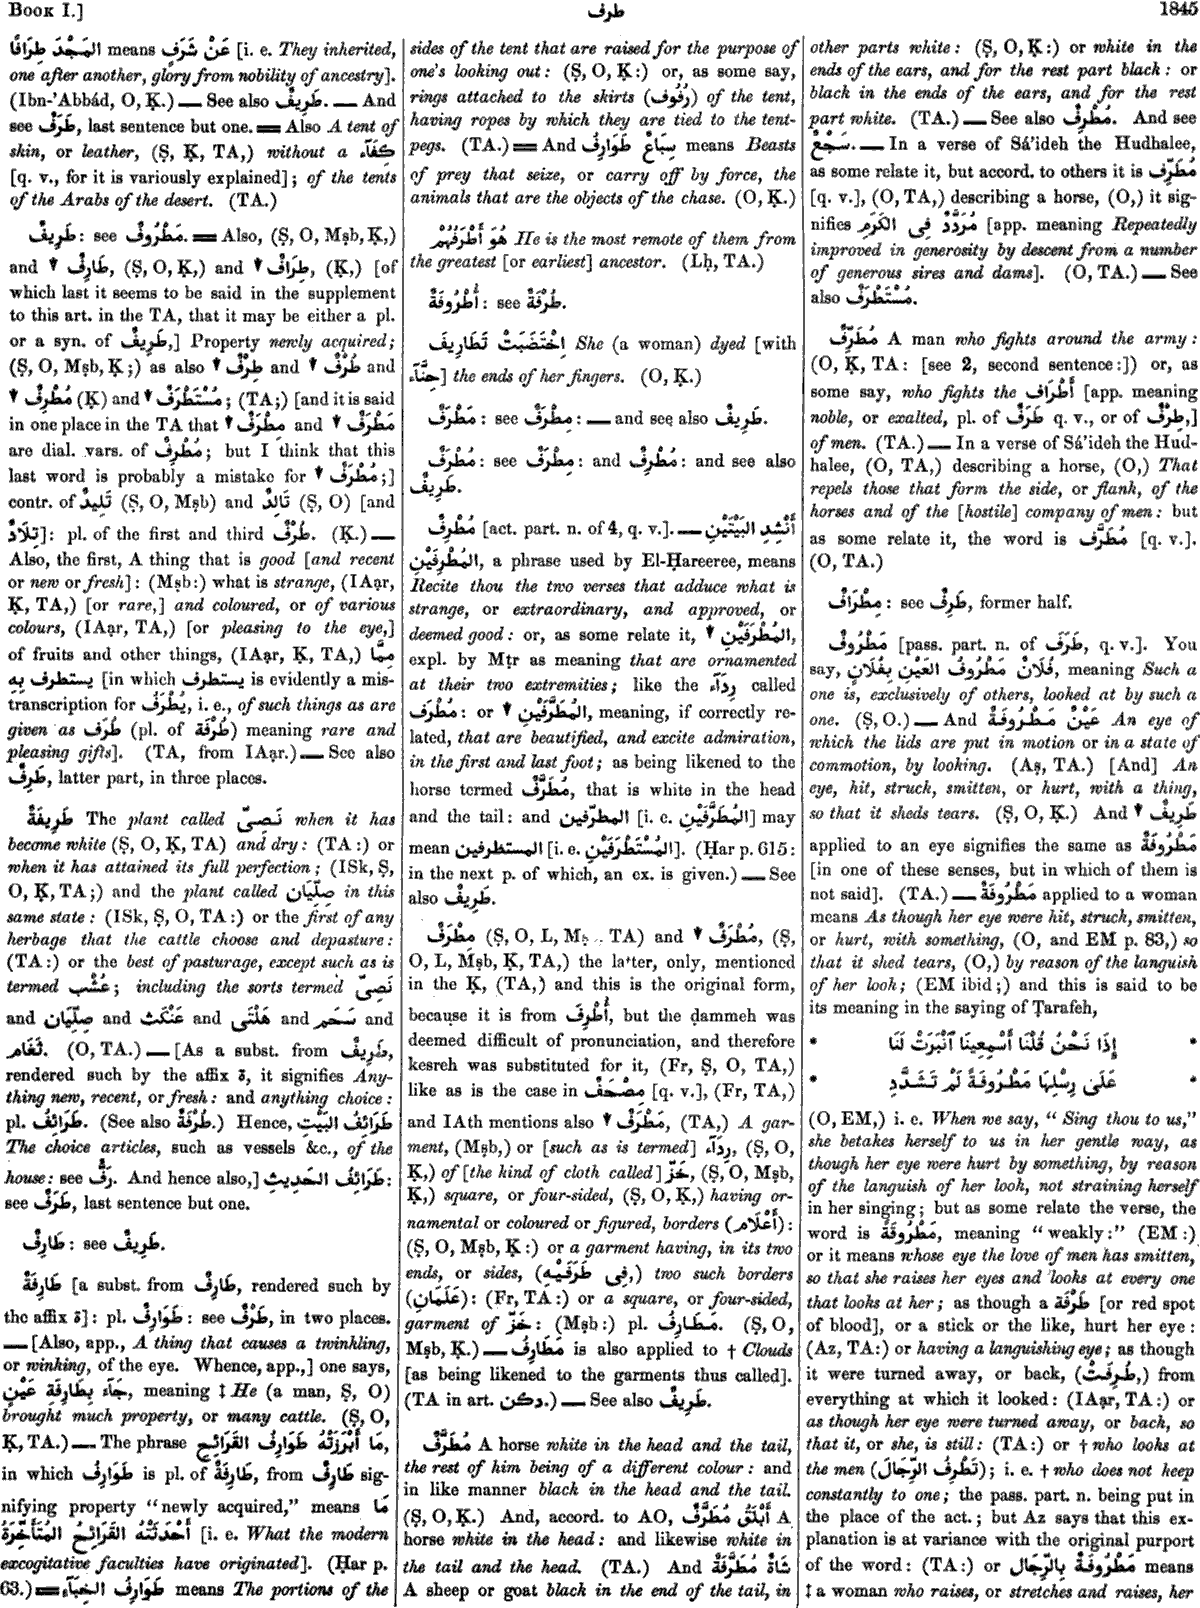 BOOK I.]
طرف
1845
المَجْدَ طِرَافًا means عَنْ شَرَفٍ [i. e. They inherited,
one after another, glory from nobility of ancestry].
(Ibn-'Abbád, O, Ḳ.) — See also طَرِيفٌ. — And
see طَرَفٌ, last sentence but one. = Also A tent of
skin, or leather, (Ṣ, Ḳ, TA,) without a كِفَآء
[q. v., for it is variously explained]; of the tents
of the Arabs of the desert. (TA.)
طَرِيفٌ: see مَطْرُوفٌ. = Also, (Ṣ, O, Mṣb, Ḳ,)
and ▼ طَارِفٌ, (Ṣ, O, Ḳ,) and ▼ طِرَافٌ, (Ḳ,) [of
which last it seems to be said in the supplement
to this art. in the TA, that it may be either a pl.
or a syn. of طَرِيفٌ,] Property newly acquired;
(Ṣ, O, Mṣb, Ḳ;) as also ▼ طِرْفٌ and ▼ طُرْفٌ and
▼ مُطْرِفٌ (Ḳ) and ▼ مُسْتَطْرَفٌ; (TA;) [and it is said
in one place in the TA that ▼ مِطْرَفٌ and ▼ مَطْرَفٌ
are dial. vars. of مُطْرِفٌ; but I think that this
last word is probably a mistake for ▼ مُطْرَفٌ;]
contr. of تَلِيدٌ (Ṣ, O, Mṣb) and تَالِدٌ (Ṣ, O) [and
تِلَادٌ]: pl. of the first and third طُرْفٌ. (Ḳ.) —
Also, the first, A thing that is good [and recent
or new or fresh]: (Mṣb:) what is strange, (IAạr,
Ḳ, TA,) [or rare,] and coloured, or of various
colours, (IAạr, TA,) [or pleasing to the eye,]
of fruits and other things, (IAạr, Ḳ, TA,) مِمَّا
يستطرف بِهِ [in which يستطرف is evidently a mis-
transcription for يُطْرَفُ, i. e., of such things as are
given as طُرَف (pl. of طُرْفَة) meaning rare and
pleasing gifts]. (TA, from IAạr.) — See also
طَرِفٌ, latter part, in three places.
طَرِيفَةٌ The plant called نَصِىّ when it has
become white (Ṣ, O, Ḳ, TA) and dry: (TA:) or
when it has attained its full perfection; (ISk, Ṣ,
O, Ḳ, TA;) and the plant called صِلِّيَان in this
same state: (ISk, Ṣ, O, TA:) or the first of any
herbage that the cattle choose and depasture:
(TA:) or the best of pasturage, except such as is
termed عُشْب; including the sorts termed نَصِىّ
and صِلِّيَان and عَنْكَث and هَلْتَى and سَحَم and
ثَغَام. (O, TA.) — [As a subst. from طَرِيفٌ,
rendered such by the affix ة, it signifies Any-
thing new, recent, or fresh: and anything choice:
pl. طَرَائِفُ. (See also طُرْفَةٌ.) Hence, طَرَائِفُ البَيْتِ
The choice articles, such as vessels &c., of the
house: see رَفٌّ. And hence also,] طَرَائِفُ الحَدِيثِ:
see طَرَفٌ, last sentence but one.
طَارِفٌ: see طَرِيفٌ.
طَارِفَةٌ [a subst. from طَارِفٌ, rendered such by
the affix ة]: pl. طَوَارِفُ: see طَرْفٌ, in two places.
— [Also, app., A thing that causes a twinkling,
or winking, of the eye. Whence, app.,] one says,
جَآءَ بِطَارِفَةِ عَيْنٍ, meaning ‡ He (a man, Ṣ, O)
brought much property, or many cattle. (Ṣ, O,
Ḳ, TA.) — The phrase مَا أَبْرَزَتْهُ طَوَارِفُ القَرَائِحِ,
in which طَوَارِفُ is pl. of طَارِفَةٌ, from طَارِفٌ sig-
nifying property “newly acquired,” means مَا
أَحْدَثَتْهُ القَرَائِحُ المُتَأَخِّرَةُ [i. e. What the modern
excogitative faculties have originated]. (Ḥar p.
63.) = طَوَارِفُ الخِبَآءِ means The portions of the
sides of the tent that are raised for the purpose of
one's looking out: (Ṣ, O, Ḳ:) or, as some say,
rings attached to the skirts (رُفُوف) of the tent,
having ropes by which they are tied to the tent-
pegs. (TA.) = And سِبَاعٌ طَوَارِفُ means Beasts
of prey that seize, or carry off by force, the
animals that are the objects of the chase. (O, Ḳ.)
هُوَ أَطْرَفُهُمْ He is the most remote of them from
the greatest [or earliest] ancestor. (Lḥ, TA.)
أُطْرُوفَةٌ: see طُرْفَةٌ.
اِخْتَضَبَتْ تَطَارِيفَ She (a woman) dyed [with
حِنَّآء] the ends of her fingers. (O, Ḳ.)
مَطْرَفٌ: see مِطْرَفٌ: — and see also طَرِيفٌ.
مُطْرَفٌ: see مِطْرَفٌ: and مُطْرِفٌ: and see also
طَرِيفٌ.
مُطْرِفٌ [act. part. n. of 4, q. v.]. — أَنْشِدِ البَيْتَيْنِ
المُطْرِفَيْنِ, a phrase used by El-Ḥareeree, means
Recite thou the two verses that adduce what is
strange, or extraordinary, and approved, or
deemed good: or, as some relate it, ▼ المُطْرَفَيْنِ,
expl. by Mṭr as meaning that are ornamented
at their two extremities; like the رِدَآء called
مُطْرَف: or ▼ المُطَرَّفَيْنِ, meaning, if correctly re-
lated, that are beautified, and excite admiration,
in the first and last foot; as being likened to the
horse termed مُطَرَّفٌ, that is white in the head
and the tail: and المطرّفين [i. e. المُطَرَّفَيْنِ] may
mean المستطرفين [i. e. المُسْتَطْرَفَيْنِ]. (Ḥar p. 615:
in the next p. of which, an ex. is given.) — See
also طَرِيفٌ.
مِطْرَفٌ (Ṣ, O, L, Mṣb, TA) and ▼ مُطْرَفٌ, (Ṣ,
O, L, Mṣb, Ḳ, TA,) the latter, only, mentioned
in the Ḳ, (TA,) and this is the original form,
because it is from أُطْرِفَ, but the ḍammeh was
deemed difficult of pronunciation, and therefore
kesreh was substituted for it, (Fr, Ṣ, O, TA,)
like as is the case in مِصْحَفٌ [q. v.], (Fr, TA,)
and IAth mentions also ▼ مَطْرَفٌ, (TA,) A gar-
ment, (Mṣb,) or [such as is termed] رِدَآء, (Ṣ, O,
Ḳ,) of [the kind of cloth called] خَزّ, (Ṣ, O, Mṣb,
Ḳ,) square, or four-sided, (Ṣ, O, Ḳ,) having or-
namental or coloured or figured, borders (أَعْلَام):
(Ṣ, O, Mṣb, Ḳ:) or a garment having, in its two
ends, or sides, (فِى طَرَفَيْهِ,) two such borders
(عَلَمَانِ): (Fr, TA:) or a square, or four-sided,
garment of خَزّ: (Mṣb:) pl. مَطَارِفُ. (Ṣ, O,
Mṣb, Ḳ.) — مَطَارِفُ is also applied to † Clouds
[as being likened to the garments thus called].
(TA in art. دكن.) — See also طَرِيفٌ.
مُطَرَّفٌ A horse white in the head and the tail,
the rest of him being of a different colour: and
in like manner black in the head and the tail.
(Ṣ, O, Ḳ.) And, accord. to AO, أَبْلَقُ مُطَرَّفٌ A
horse white in the head: and likewise white in
the tail and the head. (TA.) And شَاةٌ مُطَرَّفَةٌ
A sheep or goat black in the end of the tail, in
other parts white: (Ṣ, O, Ḳ:) or white in the
ends of the ears, and for the rest part black: or
black in the ends of the ears, and for the rest
part white. (TA.) — See also مُطْرِفٌ. And see
سَجْعٌ. — In a verse of Sá'ideh the Hudhalee,
as some relate it, but accord. to others it is مُطَرِّفٌ
[q. v.], (O, TA,) describing a horse, (O,) it sig-
nifies مُرَدَّدٌ فِى الكَرَمِ [app. meaning Repeatedly
improved in generosity by descent from a number
of generous sires and dams]. (O, TA.) — See
also مُسْتَطْرَفٌ.
مُطَرِّفٌ A man who fights around the army:
(O, Ḳ, TA: [see 2, second sentence:]) or, as
some say, who fights the أَطْرَاف [app. meaning
noble, or exalted, pl. of طَرَفٌ q. v., or of طِرْفٌ,]
of men. (TA.) — In a verse of Sá'ideh the Hud-
halee, (O, TA,) describing a horse, (O,) That
repels those that form the side, or flank, of the
horses and of the [hostile] company of men: but
as some relate it, the word is مُطَرَّفٌ [q. v.].
(O, TA.)
مِطْرَافٌ: see طَرِفٌ, former half.
مَطْرُوفٌ [pass. part. n. of طَرَفَ, q. v.]. You
say, فُلَانٌ مَطْرُوفُ العَيْنِ بِفُلَانٍ, meaning Such a
one is, exclusively of others, looked at by such a
one. (Ṣ, O.) — And عَيْنٌ مَطْرُوفَةٌ An eye of
which the lids are put in motion or in a state of
commotion, by looking. (Aṣ, TA.) [And] An
eye, hit, struck, smitten, or hurt, with a thing,
so that it sheds tears. (Ṣ, O, Ḳ.) And ▼ طَرِيفٌ
applied to an eye signifies the same as مَطْرُوفَةٌ
[in one of these senses, but in which of them is
not said]. (TA.) — مَطْرُوفَةٌ applied to a woman
means As though her eye were hit, struck, smitten,
or hurt, with something, (O, and EM p. 83,) so
that it shed tears, (O,) by reason of the languish
of her look; (EM ibid;) and this is said to be
its meaning in the saying of Ṭarafeh,
* إِذَا نَحْنُ قُلْنَا أَسْمِعِينَا ٱنْبَرَتْ لَنَا *
* عَلَى رِسْلِهَا مَطْرُوفَةً لَمْ تَشَدَّدِ *
(O, EM,) i. e. When we say, “Sing thou to us,”
she betakes herself to us in her gentle way, as
though her eye were hurt by something, by reason
of the languish of her look, not straining herself
in her singing; but as some relate the verse, the
word is مَطْرُوقَةً, meaning “weakly:” (EM:)
or it means whose eye the love of men has smitten,
so that she raises her eyes and looks at every one
that looks at her; as though a طَرْفَة [or red spot
of blood], or a stick or the like, hurt her eye:
(Az, TA:) or having a languishing eye; as though
it were turned away, or back, (طُرِفَتْ,) from
everything at which it looked: (IAạr, TA:) or
as though her eye were turned away, or back, so
that it, or she, is still: (TA:) or † who looks at
the men (تَطْرِفُ الرِّجَالَ); i. e. † who does not keep
constantly to one; the pass. part. n. being put in
the place of the act.; but Az says that this ex-
planation is at variance with the original purport
of the word: (TA:) or مَطْرُوفَةٌ بِالرِّجَال means
‡ a woman who raises, or stretches and raises, her